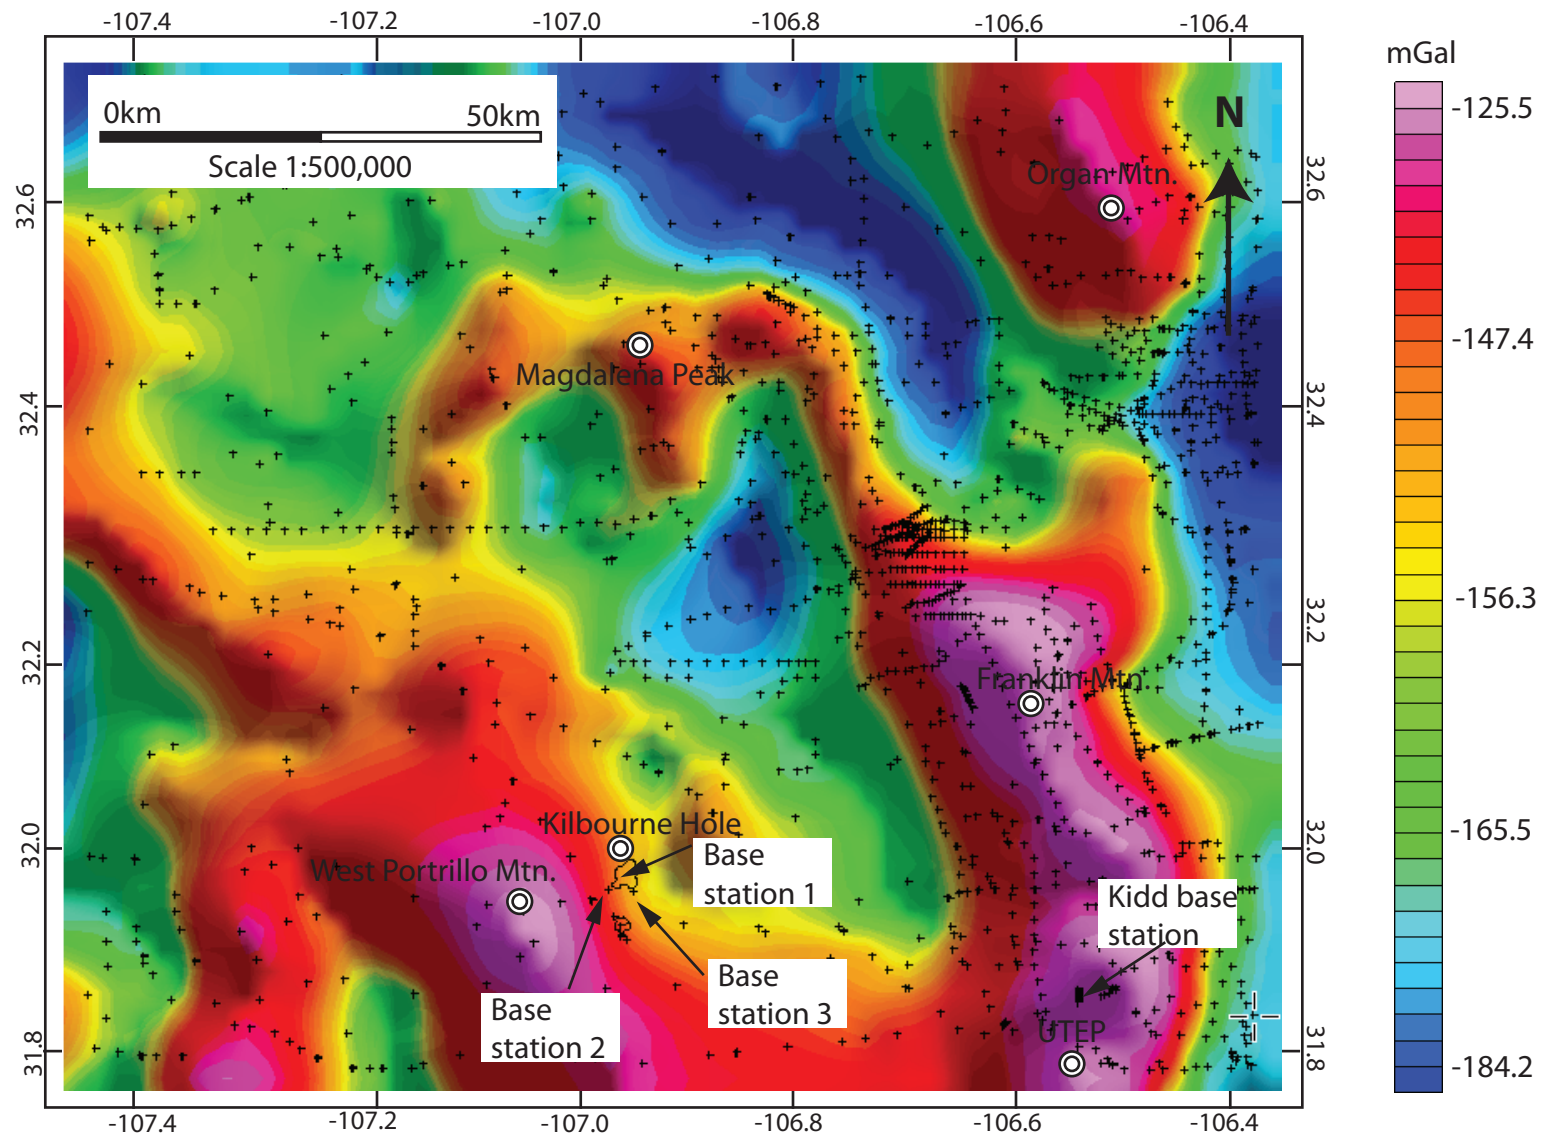 -107.4 -107.2 -107.0 -106.8 -106.6 -106.4
mGal
0km 50km
Scale 1:500,000
N
-125.5
Organ Mtn.
32.6
32.6
-147.4
Magdalena Peak
32.4
32.4
-156.3
32.2
32.2
Franklin Mtn.
Kilbourne Hole
-165.5
32.0
32.0
West Portrillo Mtn.
Base
station 1
Kidd base
station
Base
station 3
Base
station 2
UTEP
31.8
31.8
-184.2
-107.4 -107.2 -107.0 -106.8 -106.6 -106.4